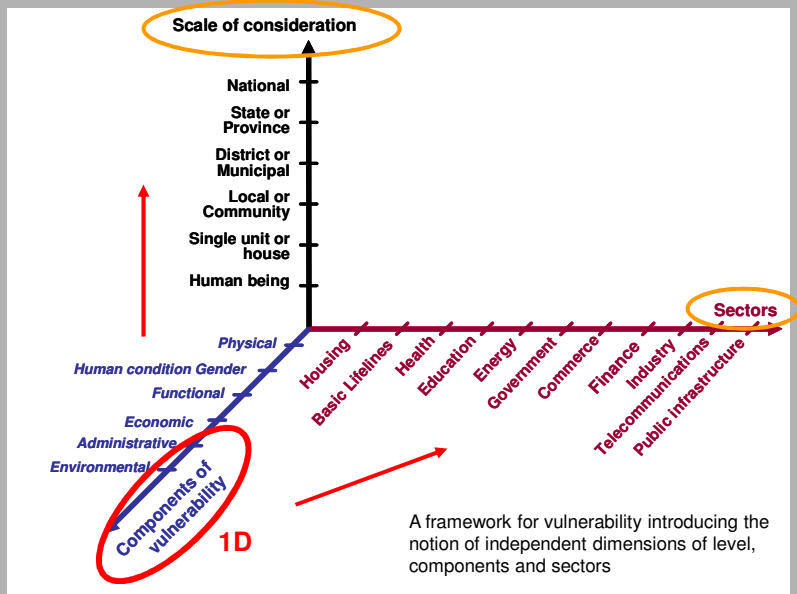 Scale of consideration
National
State or
Province
District or
Municipal
Local or
Community
Single unit or
house
Human being
Sectors
Physical
Human condition Gender
Functional
Economic
Administrative
Environmental
Components of
vulnerability
1D
Housing
Basic Lifelines
Health
Education
Energy
Government
Commerce
Finance
Industry
Telecommunications
Public infrastructure
A framework for vulnerability introducing the
notion of independent dimensions of level,
components and sectors